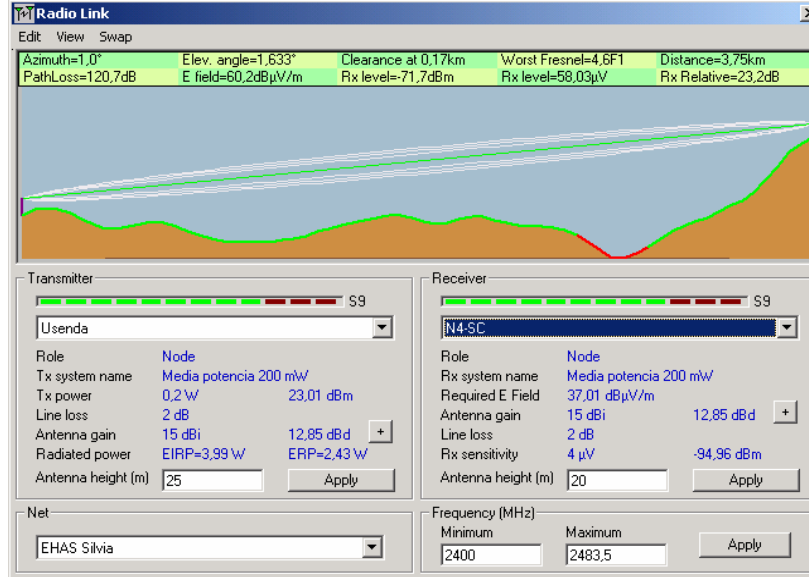 Radio Link
Edit View Swap
Azimuth=1,0° Elev. angle=1,633° Clearance at 0,17km Worst Fresnel=4,6F1 Distance=3,75km
PathLoss=120,7dB E field=60,2dBµV/m Rx level=-71,7dBm Rx level=58,03µV Rx Relative=23,2dB
Transmitter
S9
Usenda
Role Node
Tx system name Media potencia 200 mW
Tx power 0,2 W 23,01 dBm
Line loss 2 dB
Antenna gain 15 dBi 12,85 dBd +
Radiated power EIRP=3,99 W ERP=2,43 W
Antenna height (m) 25 Apply
Receiver
S9
N4-SC
Role Node
Rx system name Media potencia 200 mW
Required E Field 37,01 dBµV/m
Antenna gain 15 dBi 12,85 dBd +
Line loss 2 dB
Rx sensitivity 4 µV -94,96 dBm
Antenna height (m) 20 Apply
Net
EHAS Silvia
Frequency (MHz)
Minimum Maximum
2400 2483,5 Apply